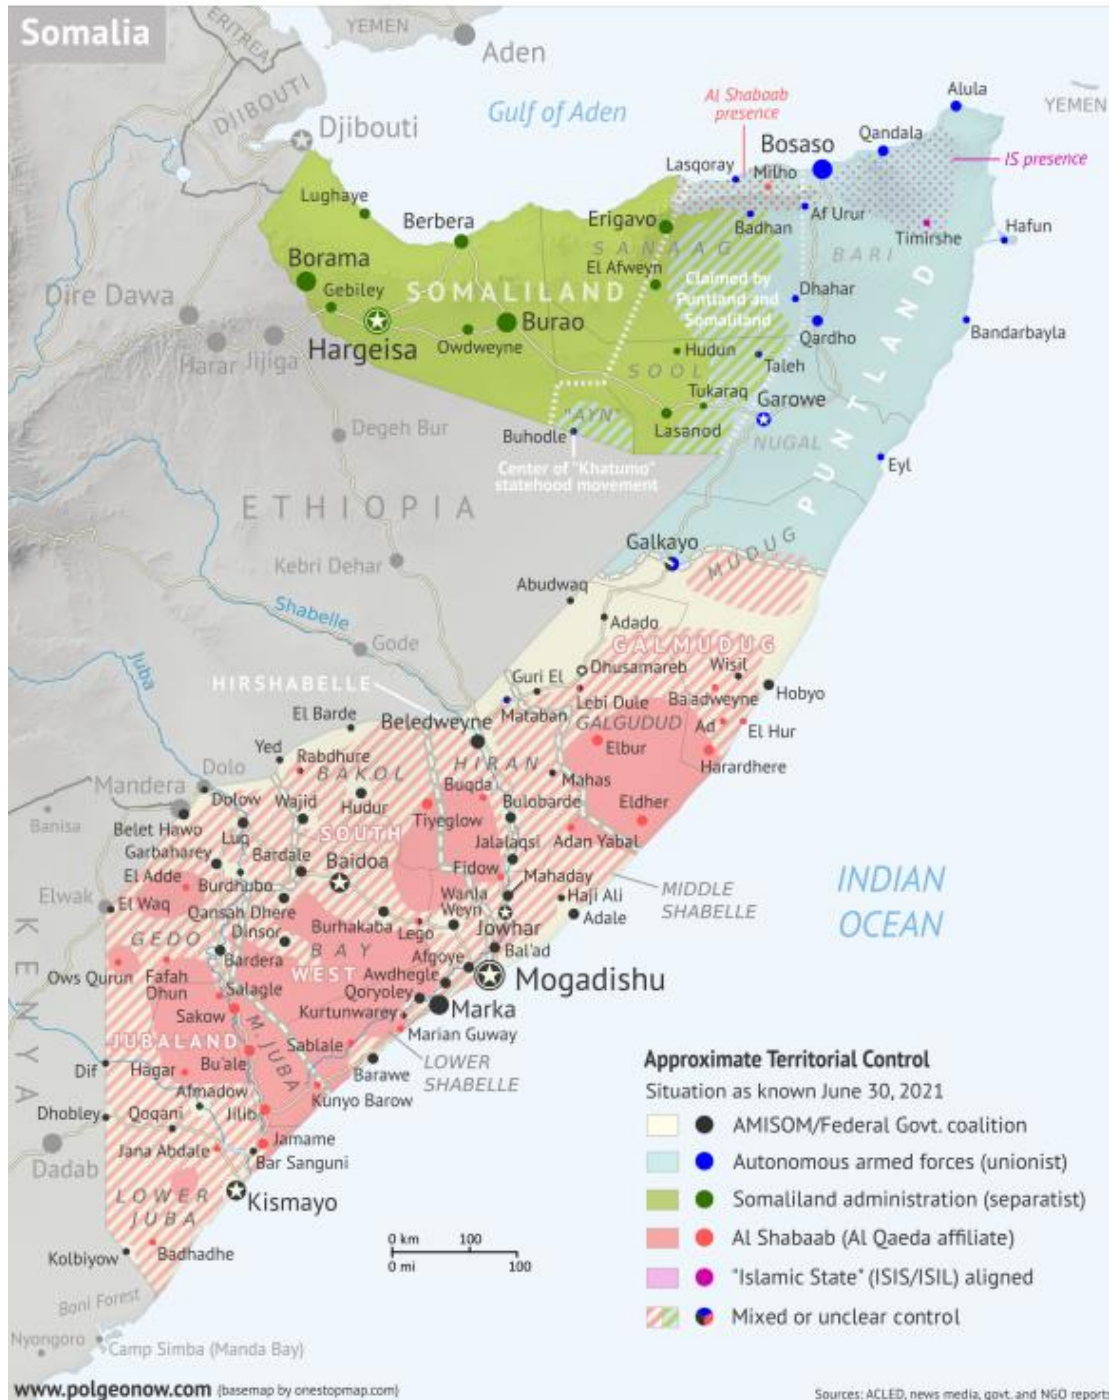 Somalia
ERITREA
YEMEN
Aden
DJIBOUTI
Djibouti
Gulf of Aden
Al Shabaab
presence
Alula
YEMEN
Bosaso
Qandala
IS presence
Lasqoray
Milho
Lughaye
Berbera
Erigavo
Badhan
Af Urur
Timirshe
Hafun
SANAAG
BARI
Borama
El Afweyn
Gebiley
SOMALILAND
Claimed by
Puntland and
Somaliland
Dhahar
Dire Dawa
Burao
Qardho
Bandarbayla
Hargeisa
Owdweyne
Hudun
Harar
Jijiga
SOOL
Taleh
Tukaraq
PUNTLAND
"AYN"
Garowe
Degeh Bur
Buhodle
Lasanod
NUGAL
Center of "Khatumo"
statehood movement
Eyl
ETHIOPIA
Galkayo
MUDUG
Kebri Dehar
Abudwaq
Shabelle
Adado
Gode
GALMUDUG
Juba
Dhusamareb
Guri El
Wisil
HIRSHABELLE
Lebi Dule
Ba'adweyne
Hobyo
El Barde
Mataban
GALGUDUD
Beledweyne
Ad
El Hur
Yed
Elbur
Rabdhure
HIRAN
Harardhere
Dolo
BAKOL
Mahas
Mandera
Buqda
Dolow
Wajid
Hudur
Bulobarde
Eldher
Banisa
Tiyeglow
Belet Hawo
Luq
SOUTH
Jalalaqsi
Adan Yabal
Garbaharey
Bardale
Baidoa
Fidow
El Adde
Burdhubo
Mahaday
MIDDLE
SHABELLE
Elwak
Wanla
Weyn
Haji Ali
El Waq
Qansah Dhere
Adale
INDIAN
OCEAN
Burhakaba
Lego
Jowhar
GEDO
Dinsor
BAY
Bal'ad
Bardera
Afgoye
Ows Qurun
Fafah
Dhun
WEST
Awdhegle
Mogadishu
Salagle
Qoryoley
Sakow
Kurtunwarey
Marka
KENYA
M. JUBA
Marian Guway
JUBALAND
Sablale
LOWER
SHABELLE
Bu'ale
Dif
Hagar
Barawe
Afmadow
Kunyo Barow
Dhobley
Qoqani
Jilib
Jamame
Jana Abdale
Bar Sanguni
Dadab
LOWER
JUBA
Kismayo
Kolbiyow
Badhadhe
Boni Forest
Nyongoro
Camp Simba (Manda Bay)
0 km 100
0 mi 100
Approximate Territorial Control
Situation as known June 30, 2021
AMISOM/Federal Govt. coalition
Autonomous armed forces (unionist)
Somaliland administration (separatist)
Al Shabaab (Al Qaeda affiliate)
"Islamic State" (ISIS/ISIL) aligned
Mixed or unclear control
www.polgeonow.com (basemap by onestopmap.com)
Sources: ACLED, news media, govt. and NGO reports